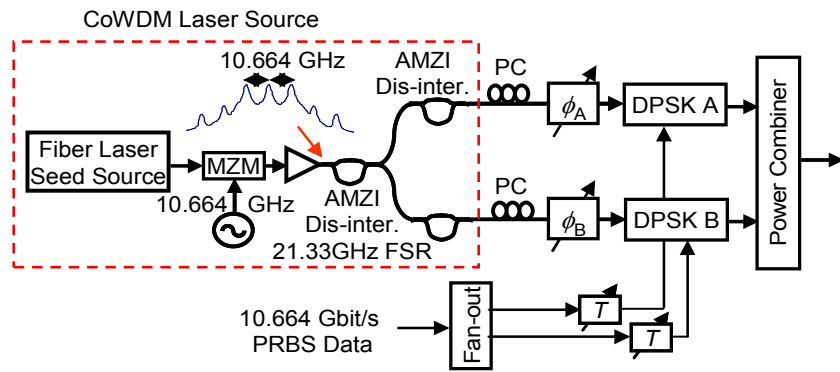 CoWDM Laser Source
10.664 GHz
AMZI
Dis-inter.
PC
ϕA
DPSK A
Fiber Laser
Seed Source
MZM
10.664 GHz
AMZI
Dis-inter.
21.33GHz FSR
PC
ϕB
DPSK B
Power Combiner
10.664 Gbit/s
PRBS Data
Fan-out
T
T